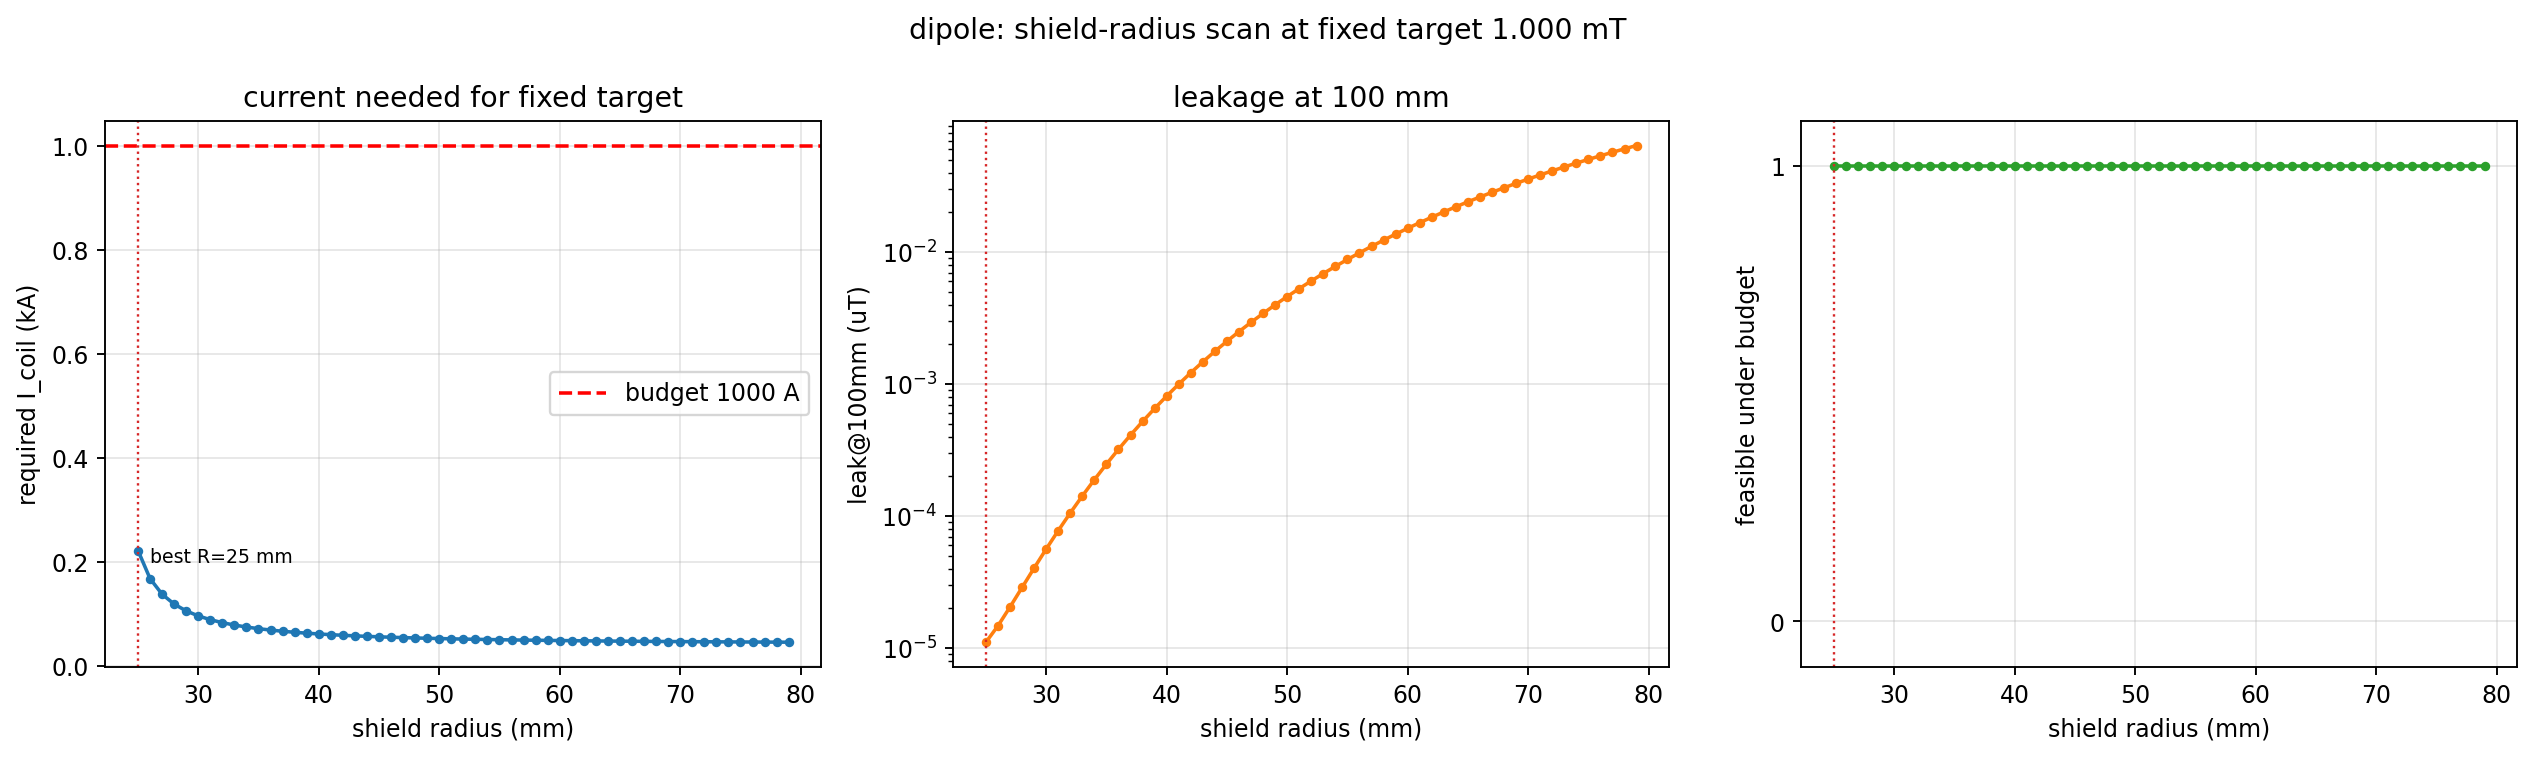 dipole: shield-radius scan at fixed target 1.000 mT
current needed for fixed target
required I_coil (kA)
1.0
0.8
0.6
0.4
0.2
0.0
budget 1000 A
best R=25 mm
30 40 50 60 70 80
shield radius (mm)
leakage at 100 mm
leak@100mm (uT)
10⁻²
10⁻³
10⁻⁴
10⁻⁵
30 40 50 60 70 80
shield radius (mm)
feasible under budget
1
0
30 40 50 60 70 80
shield radius (mm)